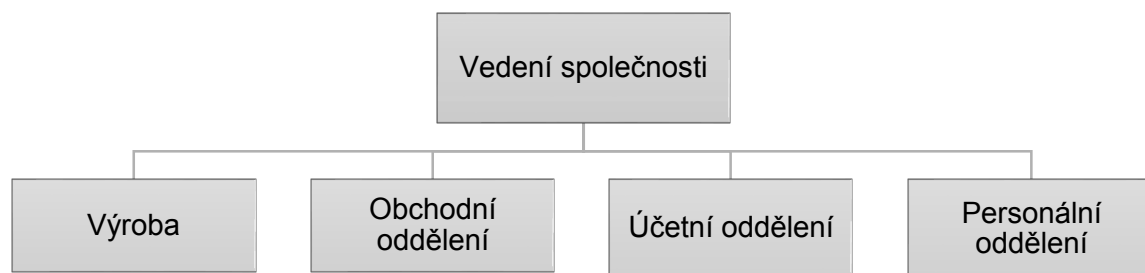 Vedení společnosti
Výroba
Obchodní
oddělení
Účetní oddělení
Personální
oddělení